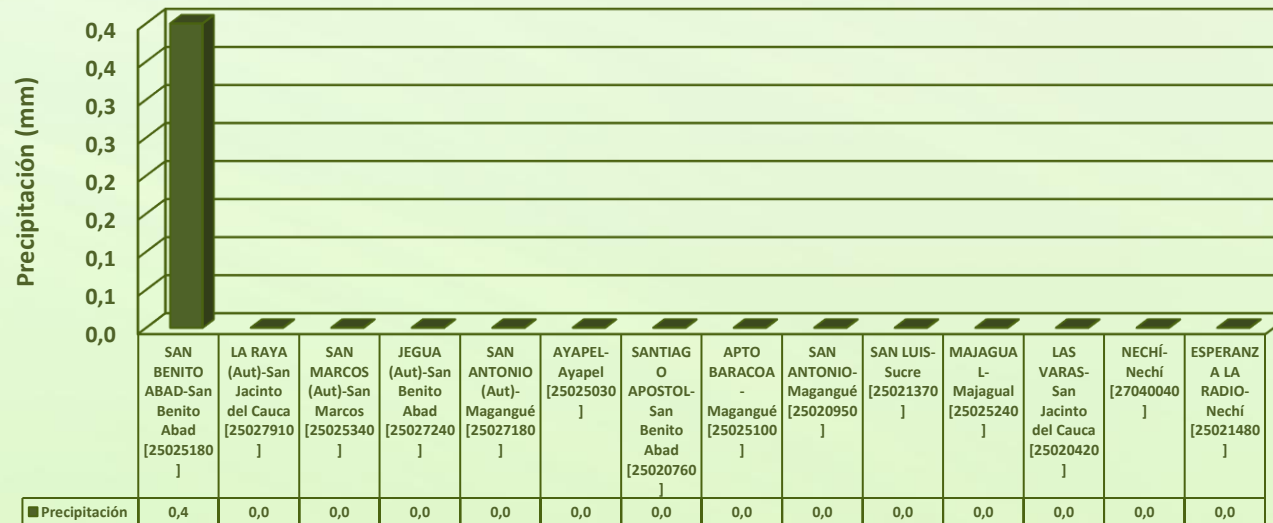 Precipitación (mm)
0,4
0,4
0,3
0,3
0,2
0,2
0,1
0,1
0,0
SAN
BENITO
ABAD-San
Benito
Abad
[25025180
]
LA RAYA
(Aut)-San
Jacinto
del Cauca
[25027910
]
SAN
MARCOS
(Aut)-San
Marcos
[25025340
]
JEGUA
(Aut)-San
Benito
Abad
[25027240
]
SAN
ANTONIO
(Aut)-
Magangué
[25027180
]
AYAPEL-
Ayapel
[25025030
]
SANTIAG
O
APOSTOL-
San
Benito
Abad
[25020760
]
APTO
BARACOA
-
Magangué
[25025100
]
SAN
ANTONIO-
Magangué
[25020950
]
SAN LUIS-
Sucre
[25021370
]
MAJAGUA
L-
Majagual
[25025240
]
LAS
VARAS-
San
Jacinto
del Cauca
[25020420
]
NECHÍ-
Nechí
[27040040
]
ESPERANZ
A LA
RADIO-
Nechí
[25021480
]
Precipitación 0,4 0,0 0,0 0,0 0,0 0,0 0,0 0,0 0,0 0,0 0,0 0,0 0,0 0,0